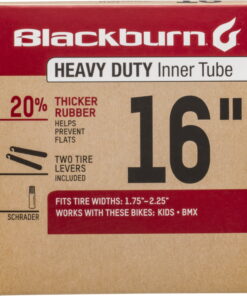 Blackburn
HEAVY DUTY Inner Tube
20% THICKER
RUBBER
HELPS
PREVENT
FLATS
16"
TWO TIRE
LEVERS
INCLUDED
SCHRADER
FITS TIRE WIDTHS: 1.75"–2.25"
WORKS WITH THESE BIKES: KIDS • BMX